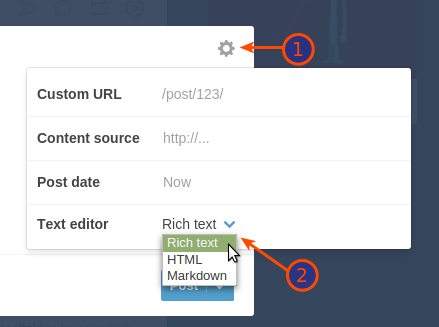 1
Custom URL /post/123/
Content source http://...
Post date Now
Text editor Rich text
Rich text
HTML
Markdown
2
Post